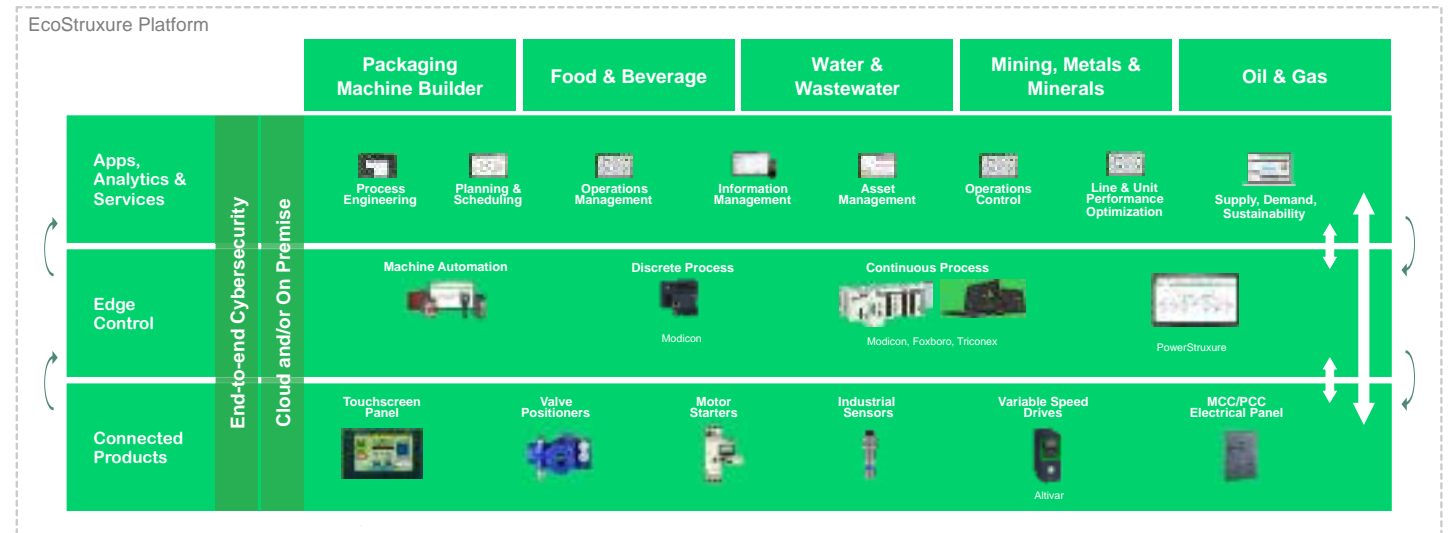 EcoStruxure Platform
Packaging
Machine Builder
Food & Beverage
Water &
Wastewater
Mining, Metals &
Minerals
Oil & Gas
Apps,
Analytics &
Services
End-to-end Cybersecurity
Cloud and/or On Premise
Process
Engineering
Planning &
Scheduling
Operations
Management
Information
Management
Asset
Management
Operations
Control
Line & Unit
Performance
Optimization
Supply, Demand,
Sustainability
Edge
Control
Machine Automation
Discrete Process
Modicon
Continuous Process
Modicon, Foxboro, Triconex
PowerStruxure
Connected
Products
Touchscreen
Panel
Valve
Positioners
Motor
Starters
Industrial
Sensors
Variable Speed
Drives
Altivar
MCC/PCC
Electrical Panel